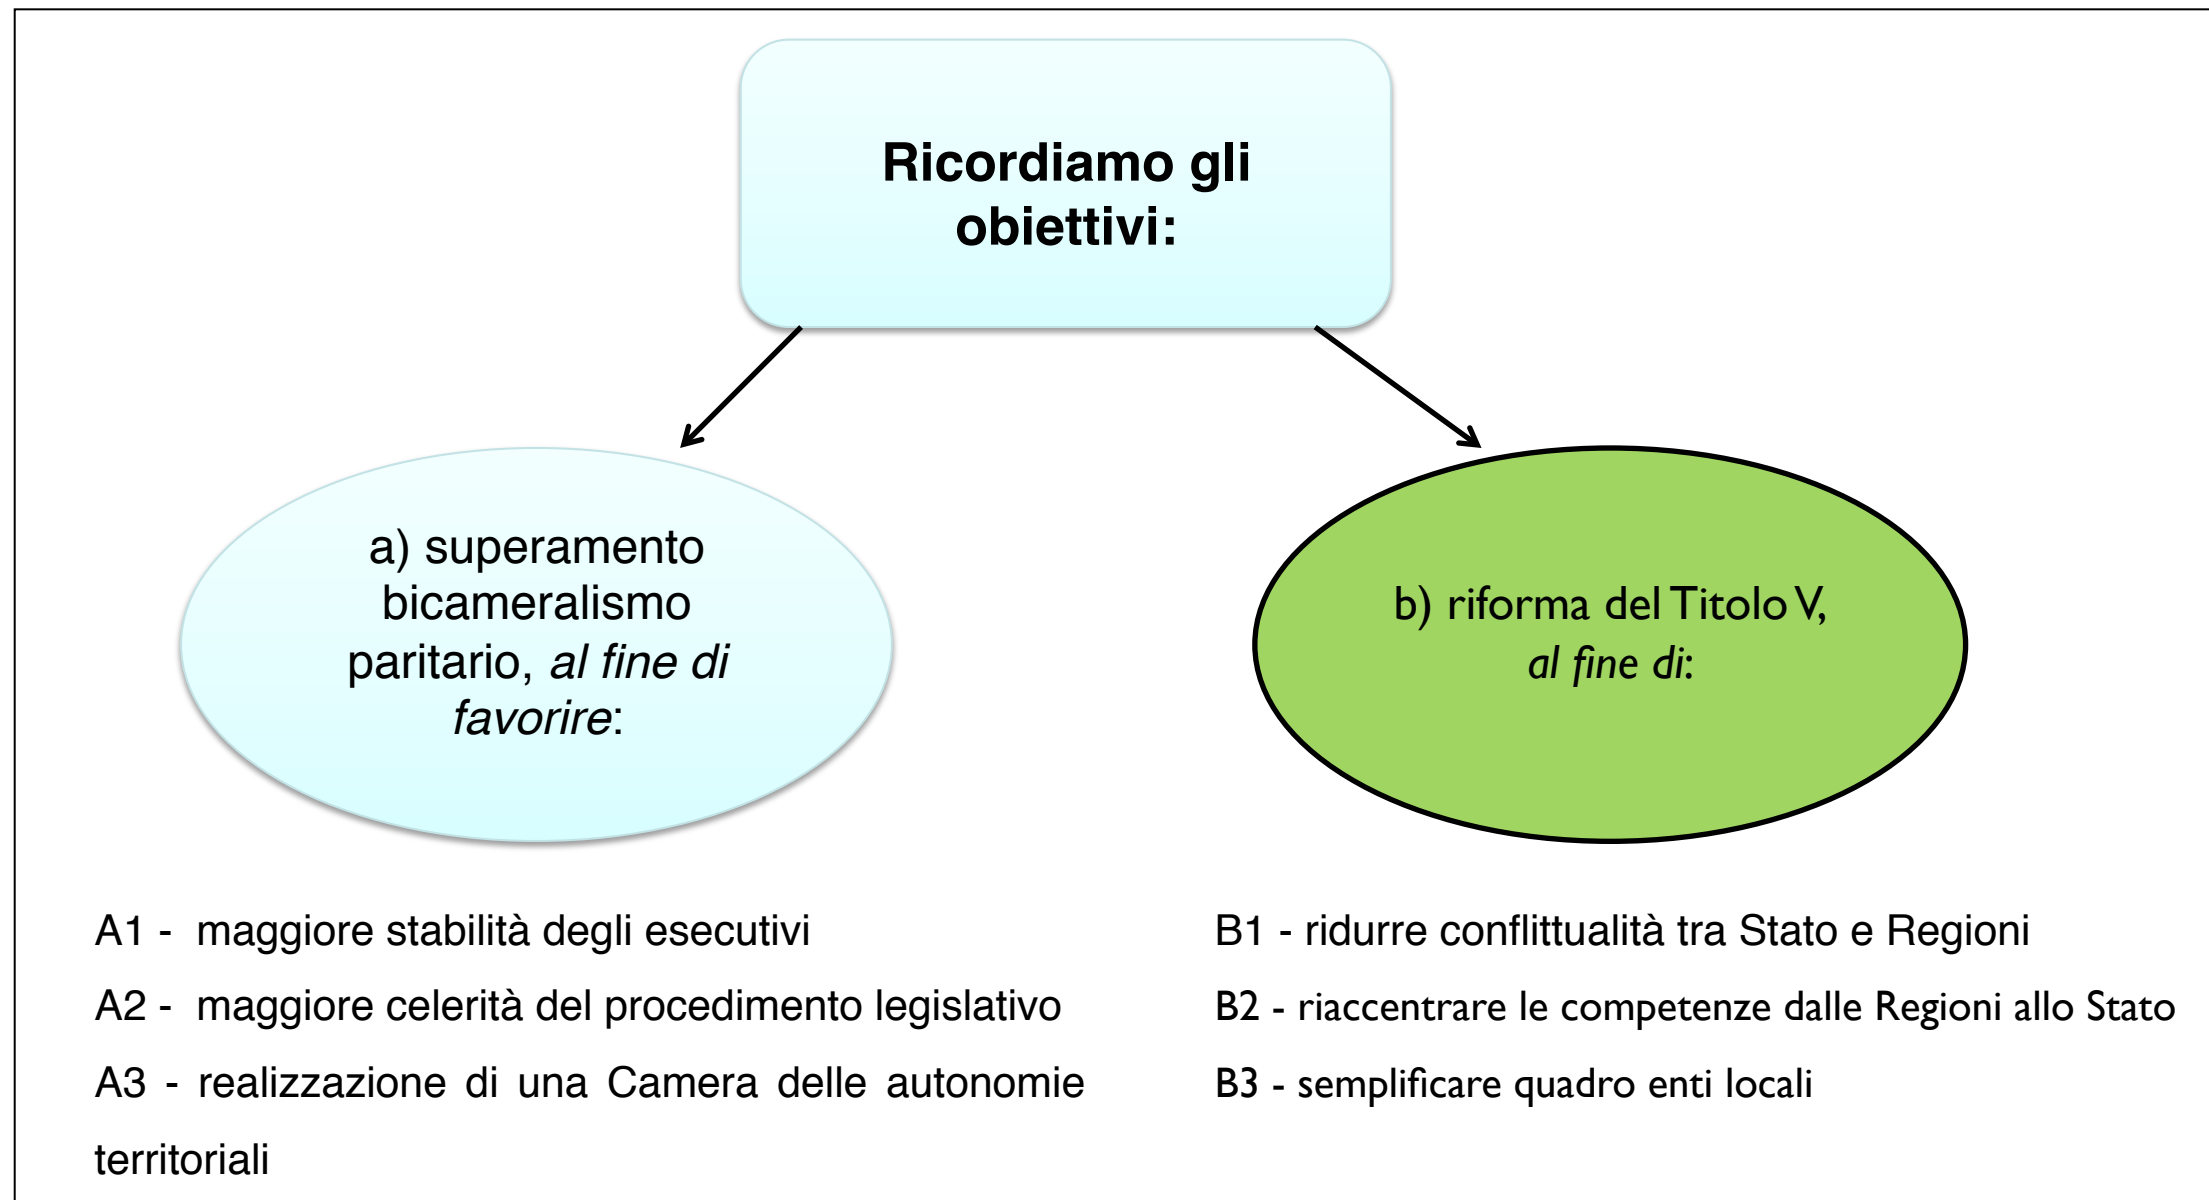 Ricordiamo gli
obiettivi:
a) superamento
bicameralismo
paritario, al fine di
favorire:
b) riforma del Titolo V,
al fine di:
A1 - maggiore stabilità degli esecutivi
A2 - maggiore celerità del procedimento legislativo
A3 - realizzazione di una Camera delle autonomie
territoriali
B1 - ridurre conflittualità tra Stato e Regioni
B2 - riaccentrare le competenze dalle Regioni allo Stato
B3 - semplificare quadro enti locali